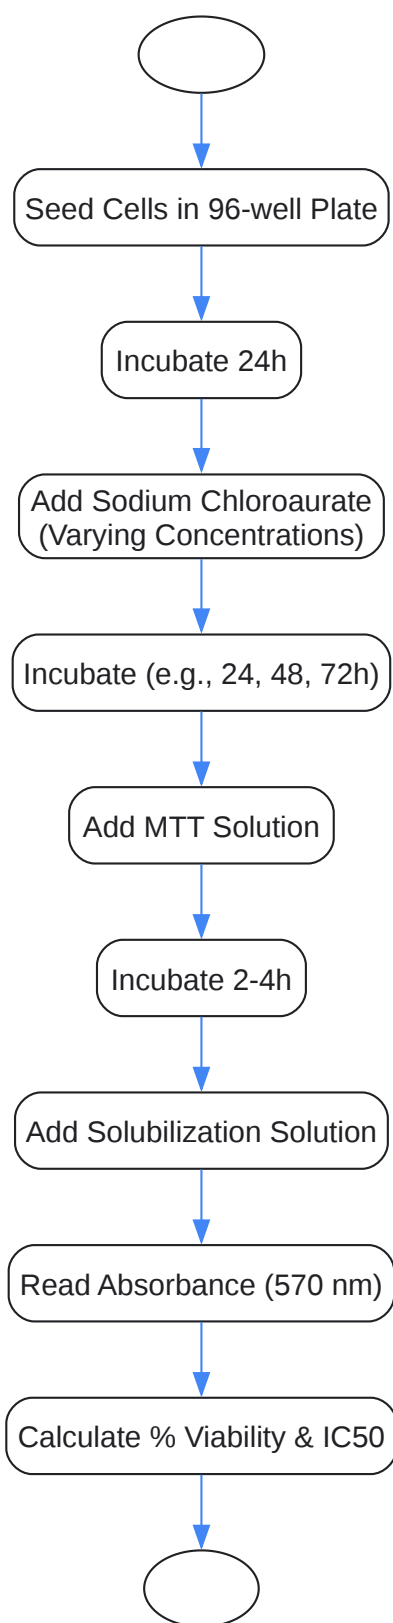 Seed Cells in 96-well Plate
Incubate 24h
Add Sodium Chloroaurate
(Varying Concentrations)
Incubate (e.g., 24, 48, 72h)
Add MTT Solution
Incubate 2-4h
Add Solubilization Solution
Read Absorbance (570 nm)
Calculate % Viability & IC50